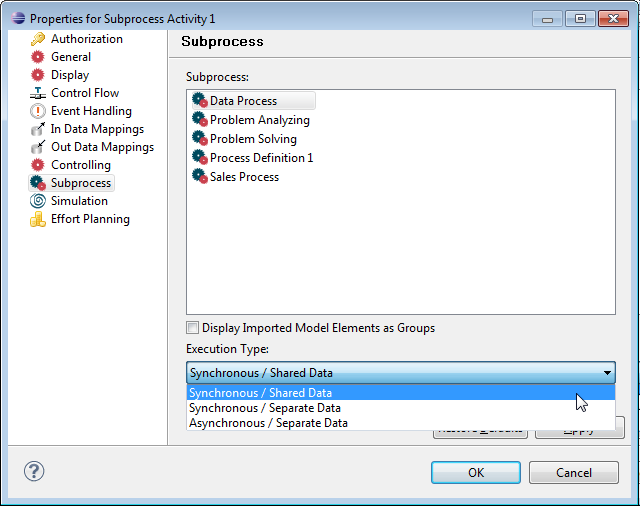 Properties for Subprocess Activity 1
Authorization
General
Display
Control Flow
Event Handling
In Data Mappings
Out Data Mappings
Controlling
Subprocess
Simulation
Effort Planning
Subprocess
Subprocess:
Data Process
Problem Analyzing
Problem Solving
Process Definition 1
Sales Process
Display Imported Model Elements as Groups
Execution Type:
Synchronous / Shared Data
Synchronous / Shared Data
Synchronous / Separate Data
Asynchronous / Separate Data
Restore Defaults
Apply
?
OK
Cancel